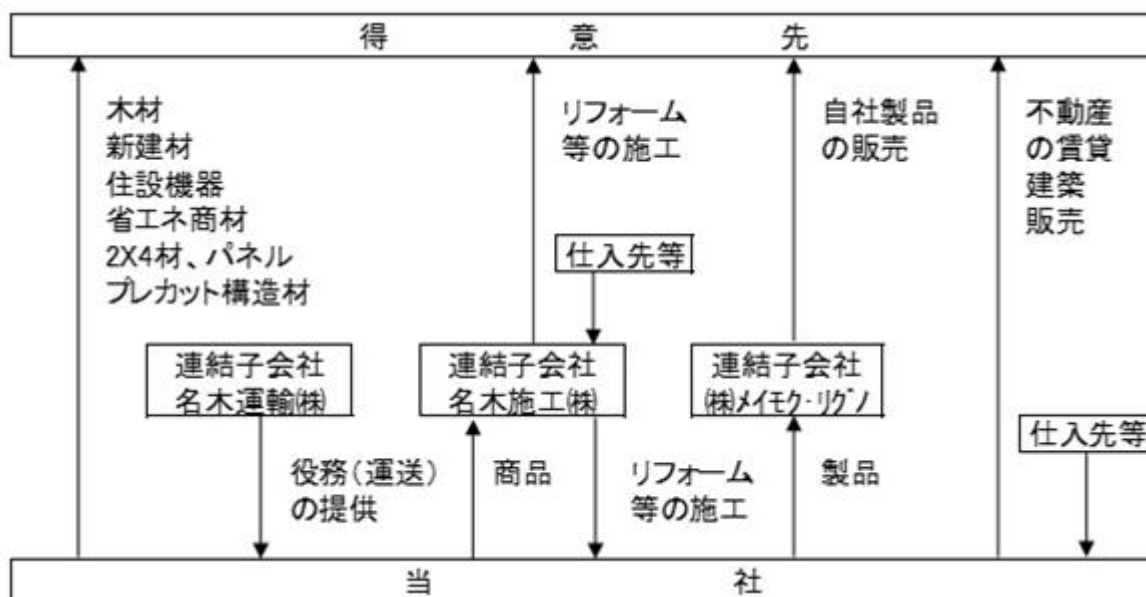 得意先
木材
新建材
住設機器
省エネ商材
2X4材、パネル
プレカット構造材
リフォーム
等の施工
自社製品
の販売
不動産
の賃貸
建築
販売
仕入先等
連結子会社
名木運輸㈱
連結子会社
名木施工㈱
連結子会社
㈱メイモク・リグノ
仕入先等
役務(運送)
の提供
商品
リフォーム
等の施工
製品
当社